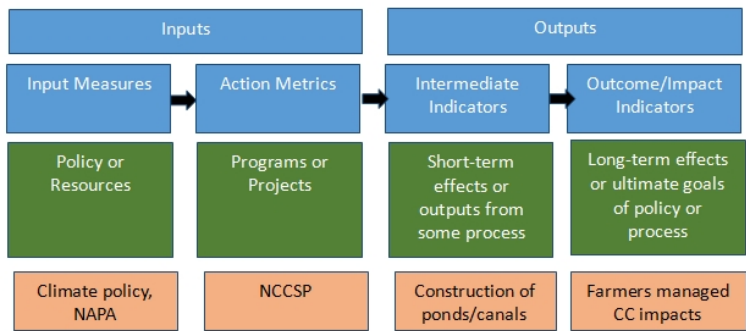 Inputs
Outputs
Input Measures
Action Metrics
Intermediate
Indicators
Outcome/Impact
Indicators
Policy or
Resources
Programs or
Projects
Short-term
effects or
outputs from
some process
Long-term effects
or ultimate goals
of policy or
process
Climate policy,
NAPA
NCCSP
Construction of
ponds/canals
Farmers managed
CC impacts